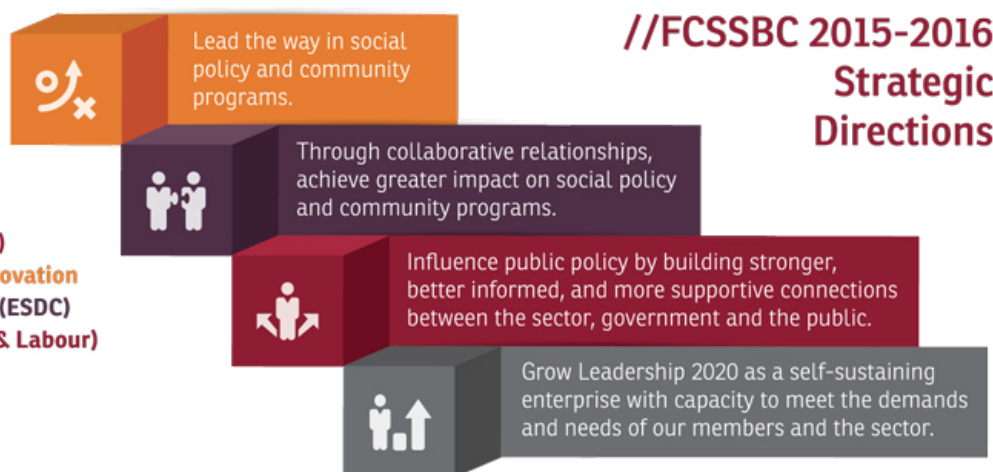 //FCSSBC 2015-2016
Strategic
Directions
Lead the way in social
policy and community
programs.
Through collaborative relationships,
achieve greater impact on social policy
and community programs.
)
ovation
(ESDC)
& Labour)
Influence public policy by building stronger,
better informed, and more supportive connections
between the sector, government and the public.
Grow Leadership 2020 as a self-sustaining
enterprise with capacity to meet the demands
and needs of our members and the sector.